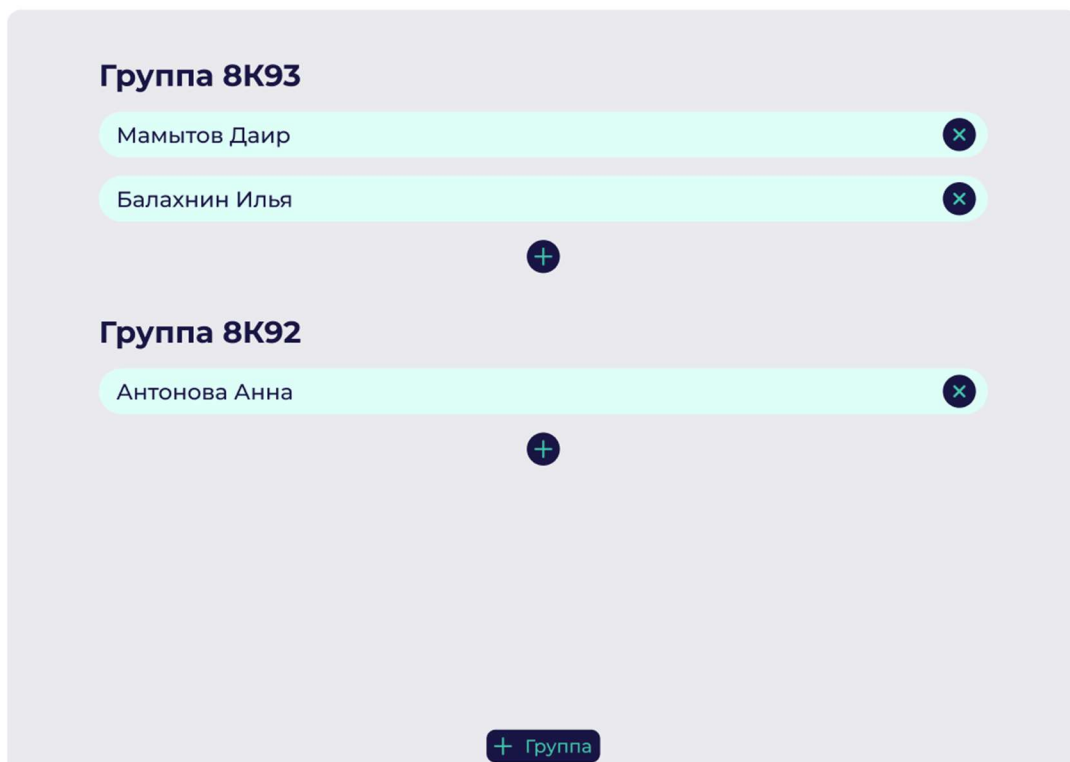 Группа 8К93
Мамытов Даир
Балахнин Илья
Группа 8К92
Антонова Анна
+ Группа